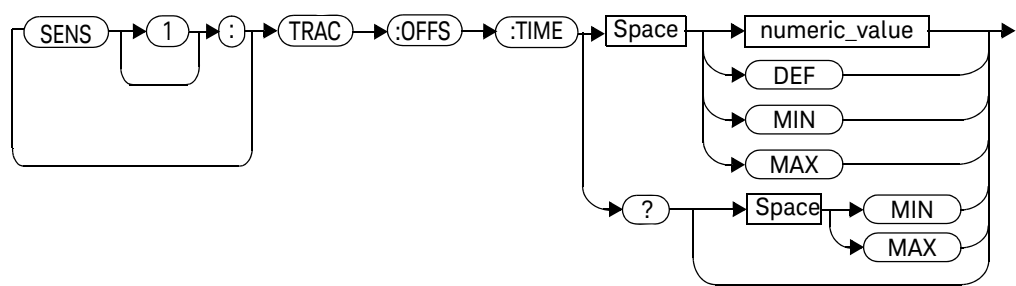 SENS 1 : TRAC :OFFS :TIME Space numeric_value
DEF
MIN
MAX
? Space MIN
MAX